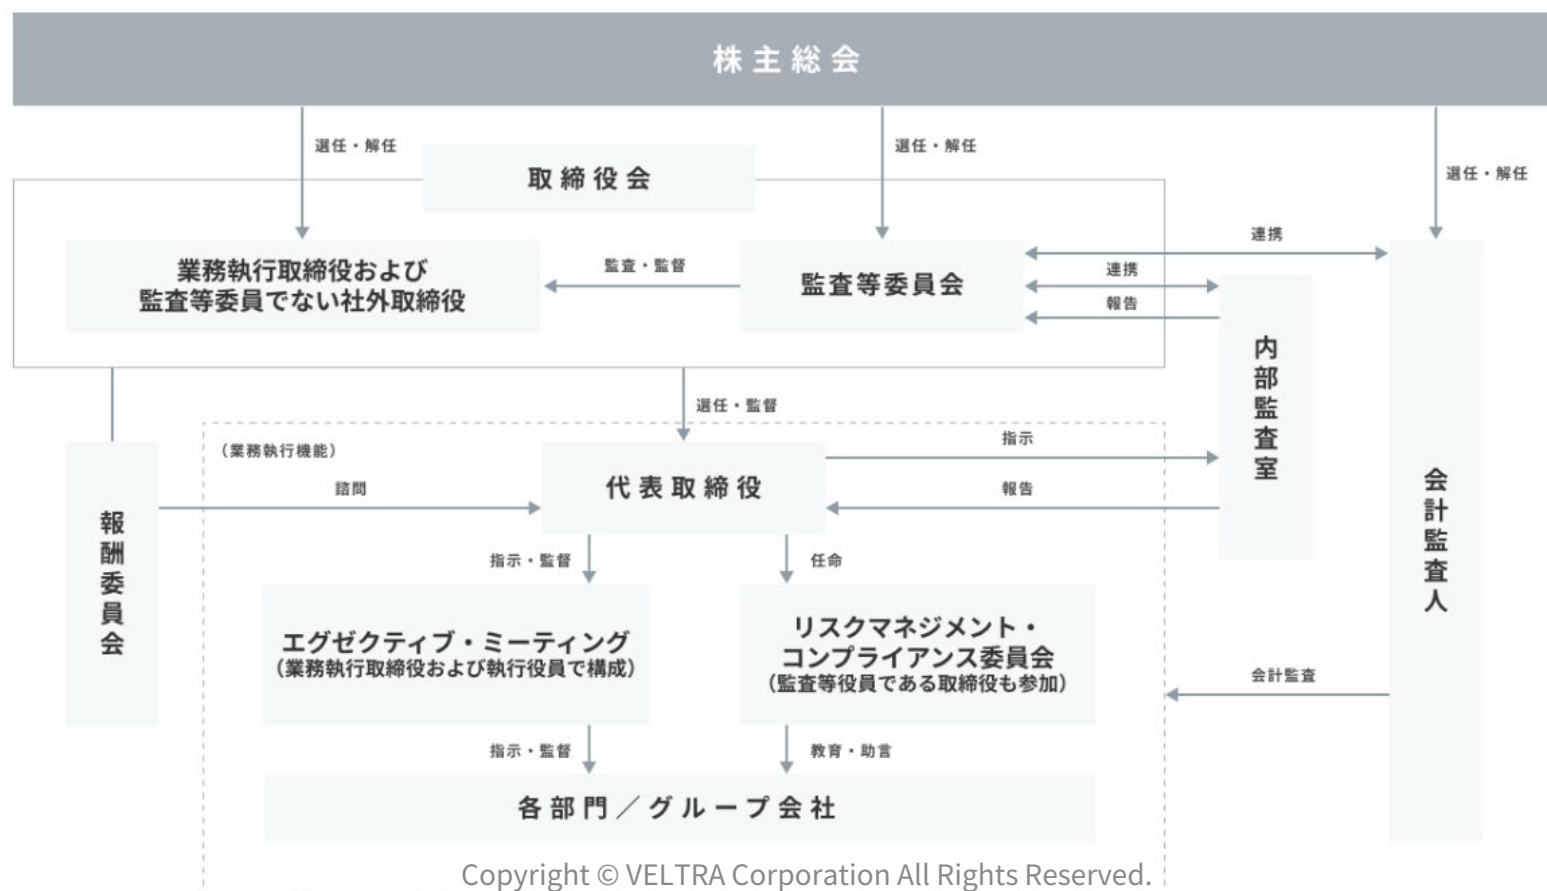 株主総会
選任・解任
選任・解任
選任・解任
取締役会
業務執行取締役および
監査等委員でない社外取締役
監査・監督
監査等委員会
連携
連携
報告
内部監査室
会計監査人
選任・監督
(業務執行機能)
代表取締役
指示
報告
諮問
報酬委員会
指示・監督
任命
エグゼクティブ・ミーティング
(業務執行取締役および執行役員で構成)
リスクマネジメント・
コンプライアンス委員会
(監査等役員である取締役も参加)
会計監査
指示・監督
教育・助言
各部門／グループ会社
Copyright © VELTRA Corporation All Rights Reserved.